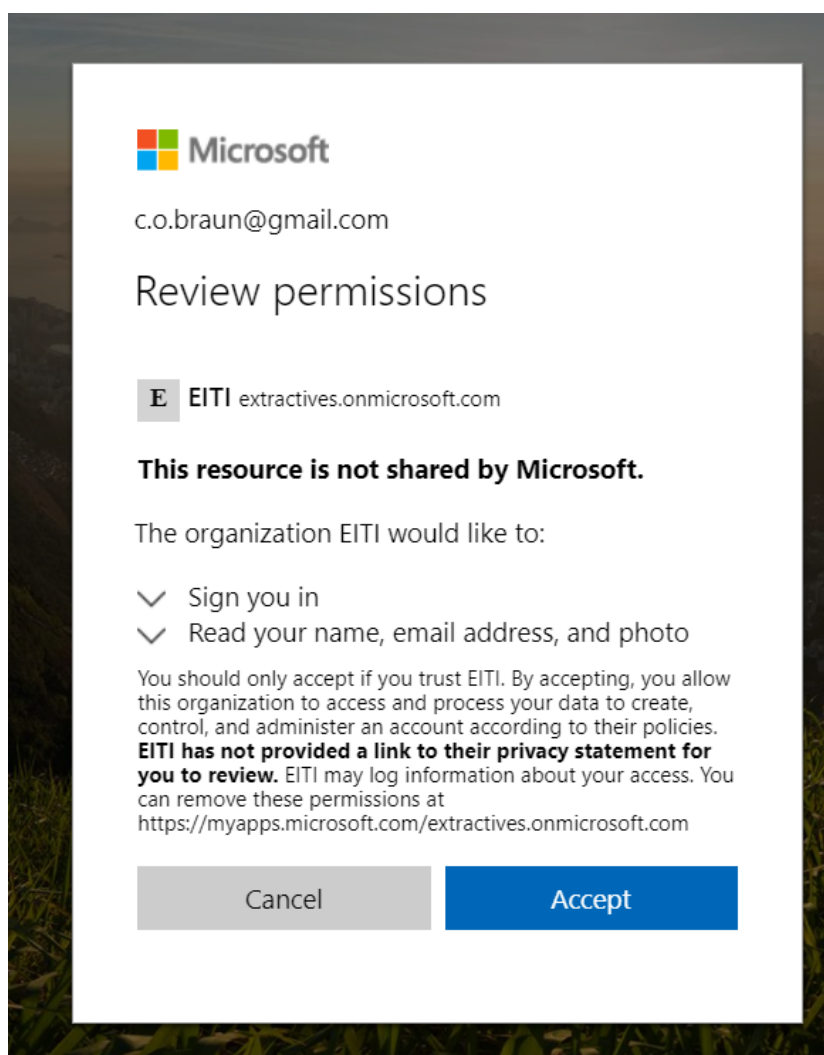 Microsoft
c.o.braun@gmail.com
Review permissions
E EITI extractives.onmicrosoft.com
This resource is not shared by Microsoft.
The organization EITI would like to:
Sign you in
Read your name, email address, and photo
You should only accept if you trust EITI. By accepting, you allow
this organization to access and process your data to create,
control, and administer an account according to their policies.
EITI has not provided a link to their privacy statement for
you to review. EITI may log information about your access. You
can remove these permissions at
https://myapps.microsoft.com/extractives.onmicrosoft.com
Cancel Accept